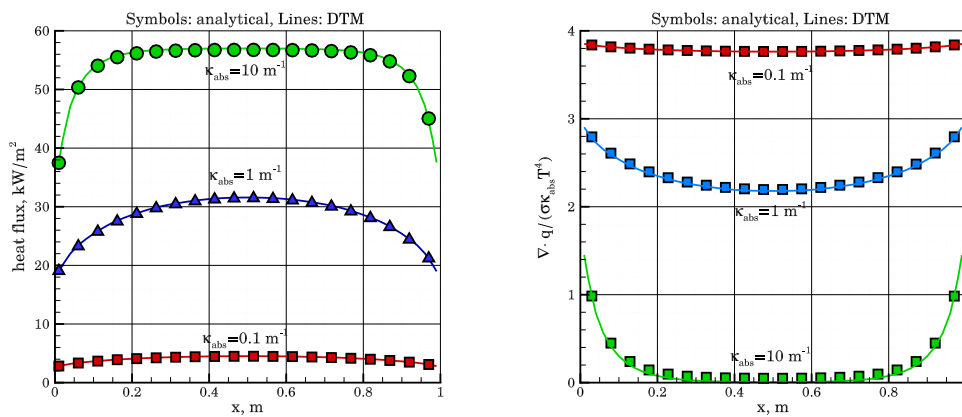 Symbols: analytical, Lines: DTM
60
50
40
30
20
10
0
heat flux, kW/m²
κabs=10 m⁻¹
κabs=1 m⁻¹
κabs=0.1 m⁻¹
0 0.2 0.4 0.6 0.8 1
x, m
Symbols: analytical, Lines: DTM
4
3
2
1
0
∇· q/(σκabsT⁴)
κabs=0.1 m⁻¹
κabs=1 m⁻¹
κabs=10 m⁻¹
0 0.2 0.4 0.6 0.8
x, m